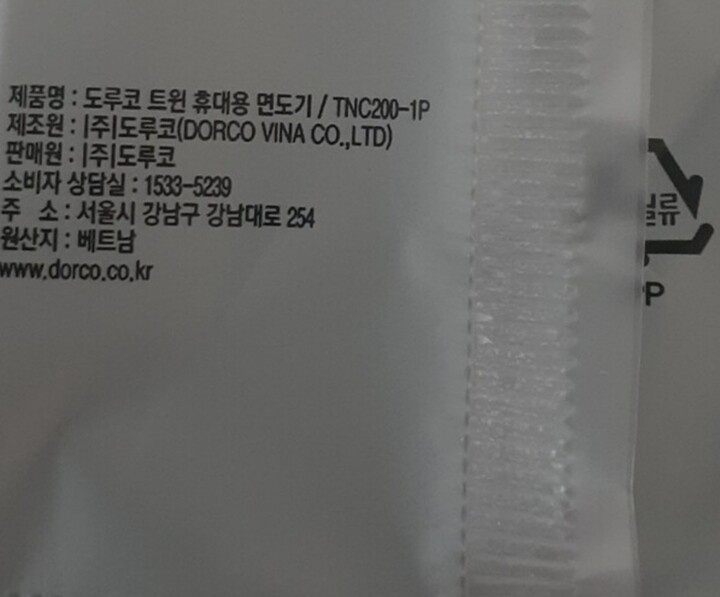 제품명 : 도루코 트윈 휴대용 면도기 / TNC200-1P
제조원 : |주|도루코(DORCO VINA CO.,LTD)
판매원 : |주|도루코
소비자 상담실 : 1533-5239
주 소 : 서울시 강남구 강남대로 254
원산지 : 베트남
www.dorco.co.kr